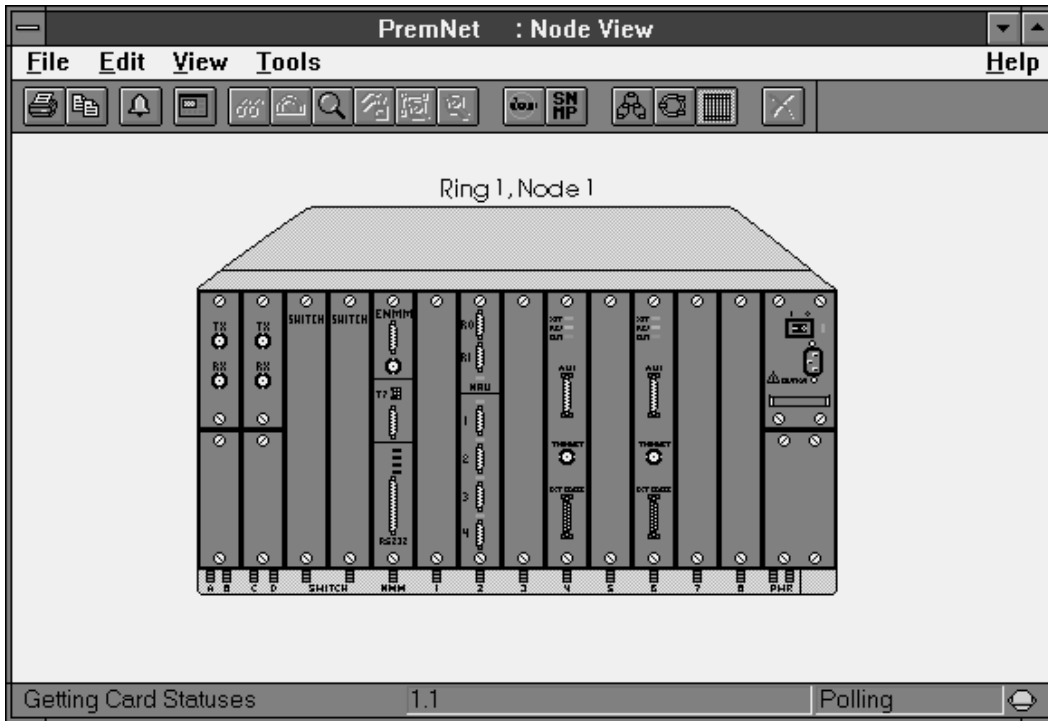 PremNet : Node View
File Edit View Tools Help
SN
MP
Ring 1, Node 1
TX TX SWITCH SWITCH ENMM
R0
RX RX R1
MAU
AUI AUI
1
THINNET THINNET
2
3
4
RS232
A B C D SWITCH NMM 1 2 3 4 5 6 7 8 PWR
Getting Card Statuses 1.1 Polling